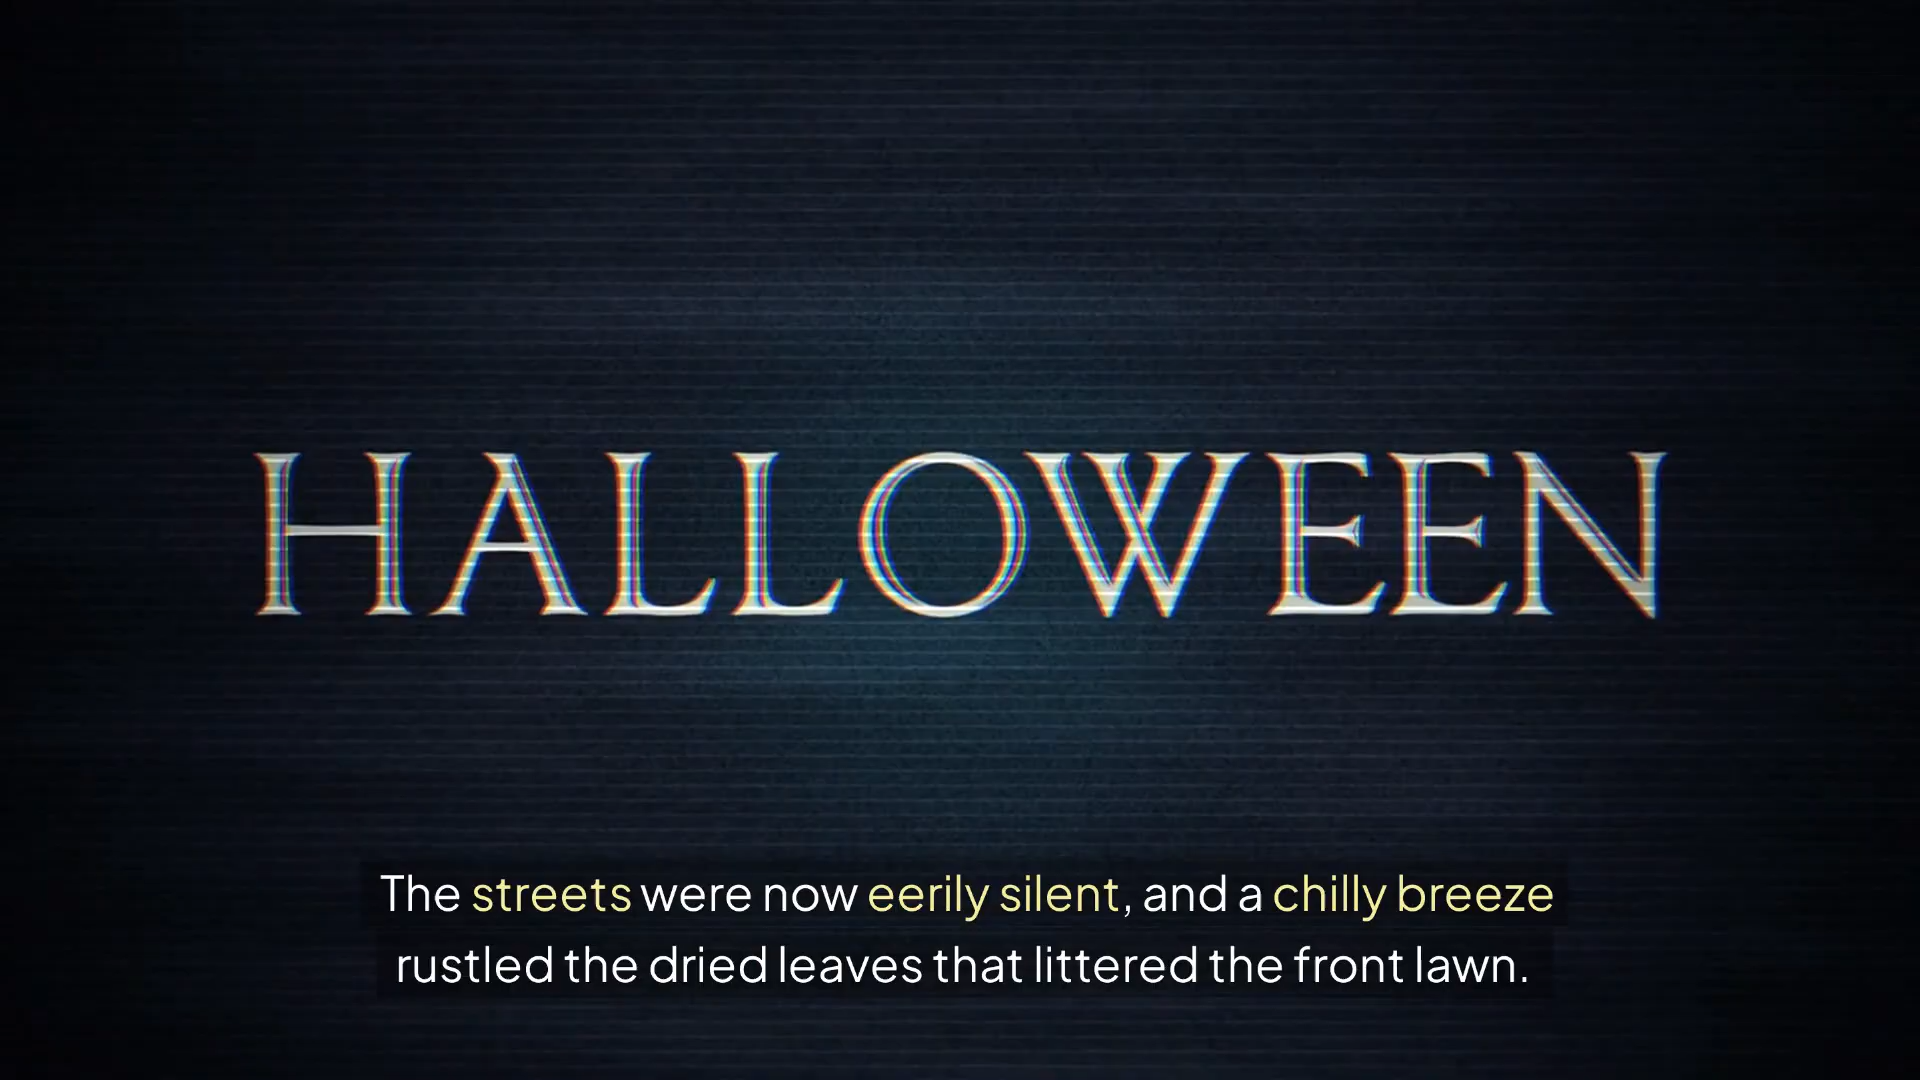 HALLOWEEN
The streets were now eerily silent, and a chilly breeze
rustled the dried leaves that littered the front lawn.